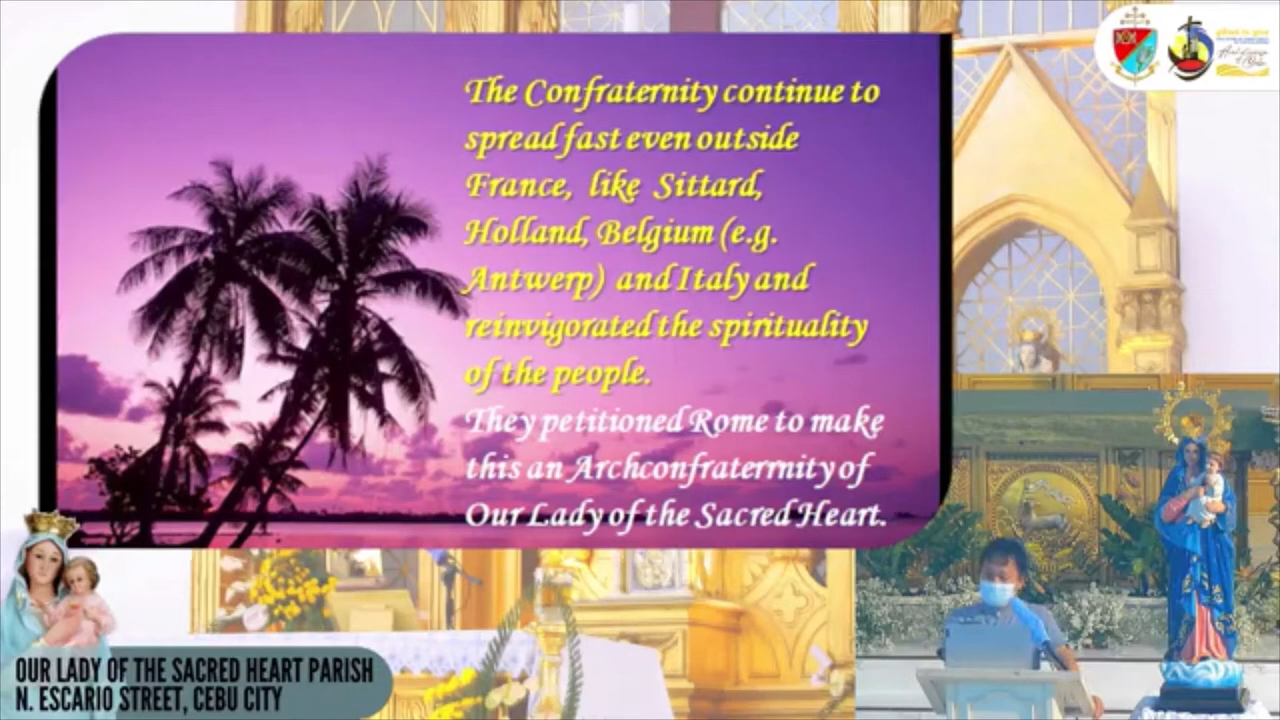 The Confraternity continue to
spread fast even outside
France, like Sittard,
Holland, Belgium (e.g.
Antwerp) and Italy and
reinvigorated the spirituality
of the people.
They petitioned Rome to make
this an Archconfraterrnity of
Our Lady of the Sacred Heart.
OUR LADY OF THE SACRED HEART PARISH
N. ESCARIO STREET, CEBU CITY